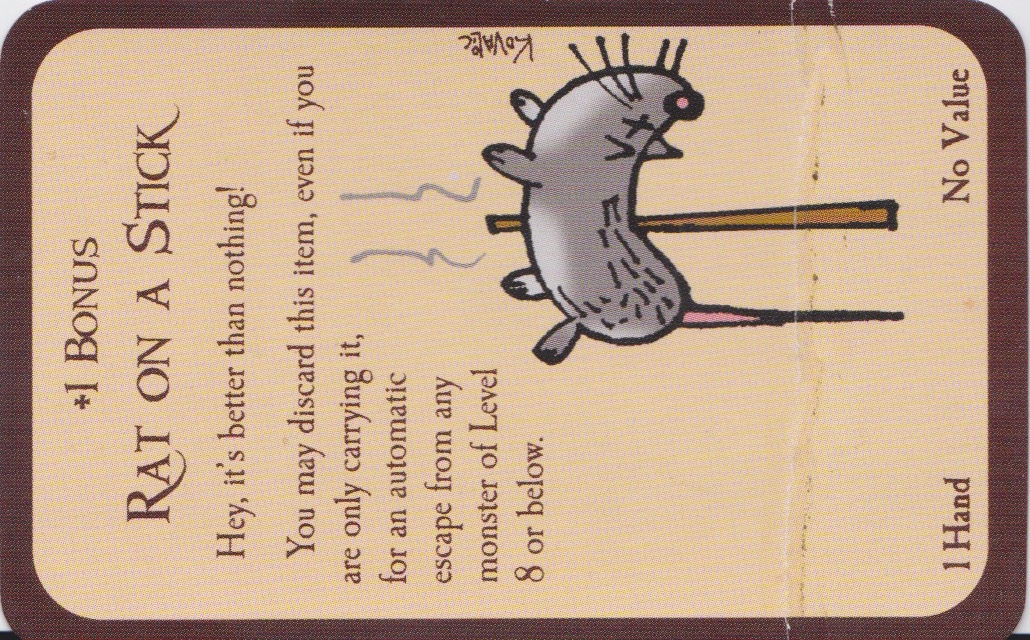 +1 Bonus
Rat on a Stick
Hey, it's better than nothing!
You may discard this item, even if you
are only carrying it,
for an automatic
escape from any
monster of Level
8 or below.
Kovalic
1 Hand No Value